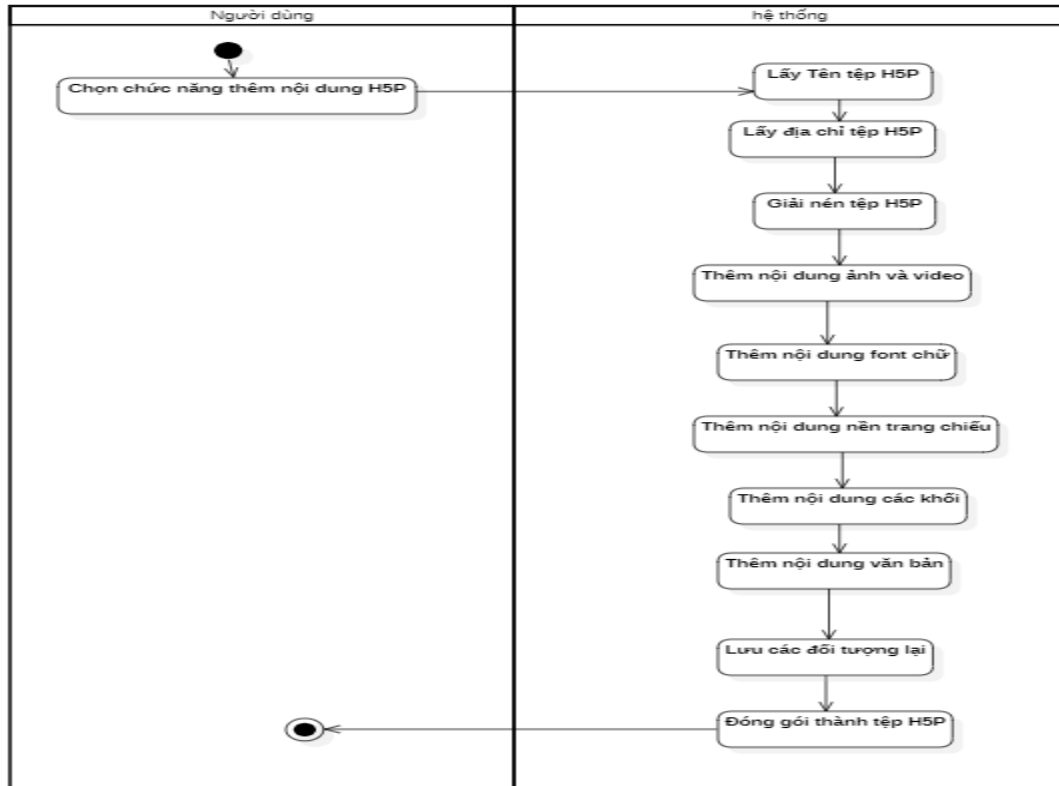 Người dùng
hệ thống
Chọn chức năng thêm nội dung H5P
Lấy Tên tệp H5P
Lấy địa chỉ tệp H5P
Giải nén tệp H5P
Thêm nội dung ảnh và video
Thêm nội dung font chữ
Thêm nội dung nền trang chiếu
Thêm nội dung các khối
Thêm nội dung văn bản
Lưu các đối tượng lại
Đóng gói thành tệp H5P